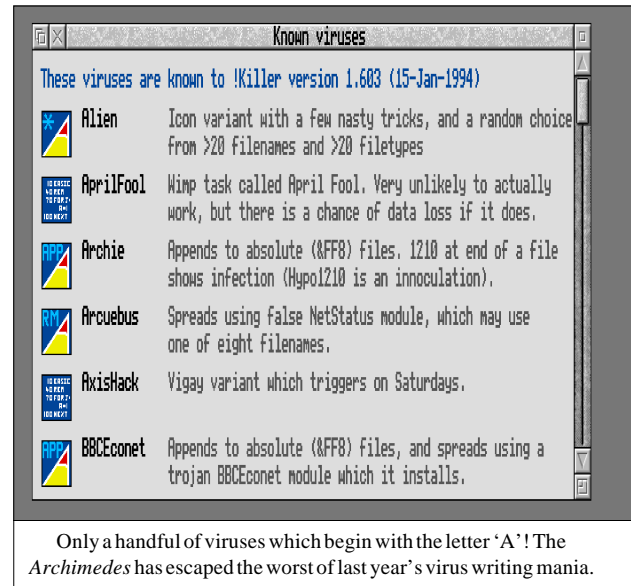 Known viruses
These viruses are known to !Killer version 1.603 (15-Jan-1994)
Alien
Icon variant with a few nasty tricks, and a random choice
from >20 filenames and >20 filetypes
AprilFool
Wimp task called April Fool. Very unlikely to actually
work, but there is a chance of data loss if it does.
APP
Archie
Appends to absolute (&FF8) files. 1210 at end of a file
shows infection (Hypo1210 is an innoculation).
RM
Arcuebus
Spreads using false NetStatus module, which may use
one of eight filenames.
AxisHack
Vigay variant which triggers on Saturdays.
APP
BBCEconet
Appends to absolute (&FF8) files, and spreads using a
trojan BBCEconet module which it installs.
Only a handful of viruses which begin with the letter ‘A’! The
Archimedes has escaped the worst of last year’s virus writing mania.